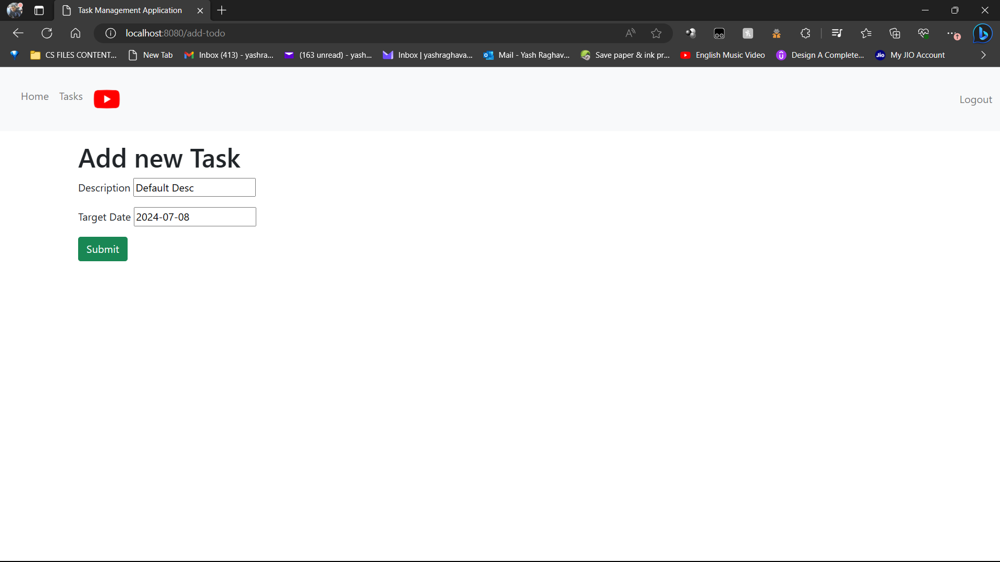 Task Management Application
localhost:8080/add-todo
CS FILES CONTENT... New Tab Inbox (413) - yashra... (163 unread) - yash... Inbox | yashraghava... Mail - Yash Raghav... Save paper & ink pr... English Music Video Design A Complete... Jio My JIO Account
Home Tasks Logout
Add new Task
Description Default Desc
Target Date 2024-07-08
Submit